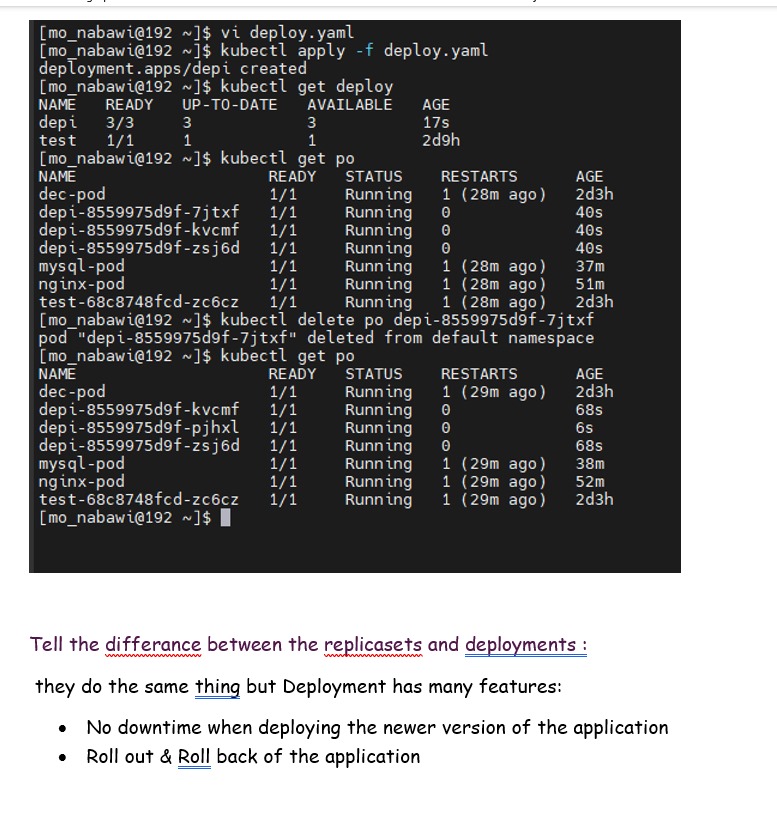 [mo_nabawi@192 ~]$ vi deploy.yaml
[mo_nabawi@192 ~]$ kubectl apply -f deploy.yaml
deployment.apps/depi created
[mo_nabawi@192 ~]$ kubectl get deploy
NAME   READY   UP-TO-DATE   AVAILABLE   AGE
depi   3/3     3            3           17s
test   1/1     1            1           2d9h
[mo_nabawi@192 ~]$ kubectl get po
NAME                    READY   STATUS    RESTARTS      AGE
dec-pod                 1/1     Running   1 (28m ago)   2d3h
depi-8559975d9f-7jtxf   1/1     Running   0             40s
depi-8559975d9f-kvcmf   1/1     Running   0             40s
depi-8559975d9f-zsj6d   1/1     Running   0             40s
mysql-pod               1/1     Running   1 (28m ago)   37m
nginx-pod               1/1     Running   1 (28m ago)   51m
test-68c8748fcd-zc6cz   1/1     Running   1 (28m ago)   2d3h
[mo_nabawi@192 ~]$ kubectl delete po depi-8559975d9f-7jtxf
pod "depi-8559975d9f-7jtxf" deleted from default namespace
[mo_nabawi@192 ~]$ kubectl get po
NAME                    READY   STATUS    RESTARTS      AGE
dec-pod                 1/1     Running   1 (29m ago)   2d3h
depi-8559975d9f-kvcmf   1/1     Running   0             68s
depi-8559975d9f-pjhxl   1/1     Running   0             6s
depi-8559975d9f-zsj6d   1/1     Running   0             68s
mysql-pod               1/1     Running   1 (29m ago)   38m
nginx-pod               1/1     Running   1 (29m ago)   52m
test-68c8748fcd-zc6cz   1/1     Running   1 (29m ago)   2d3h
[mo_nabawi@192 ~]$
Tell the differance between the replicasets and deployments :
they do the same thing but Deployment has many features:
• No downtime when deploying the newer version of the application
• Roll out & Roll back of the application